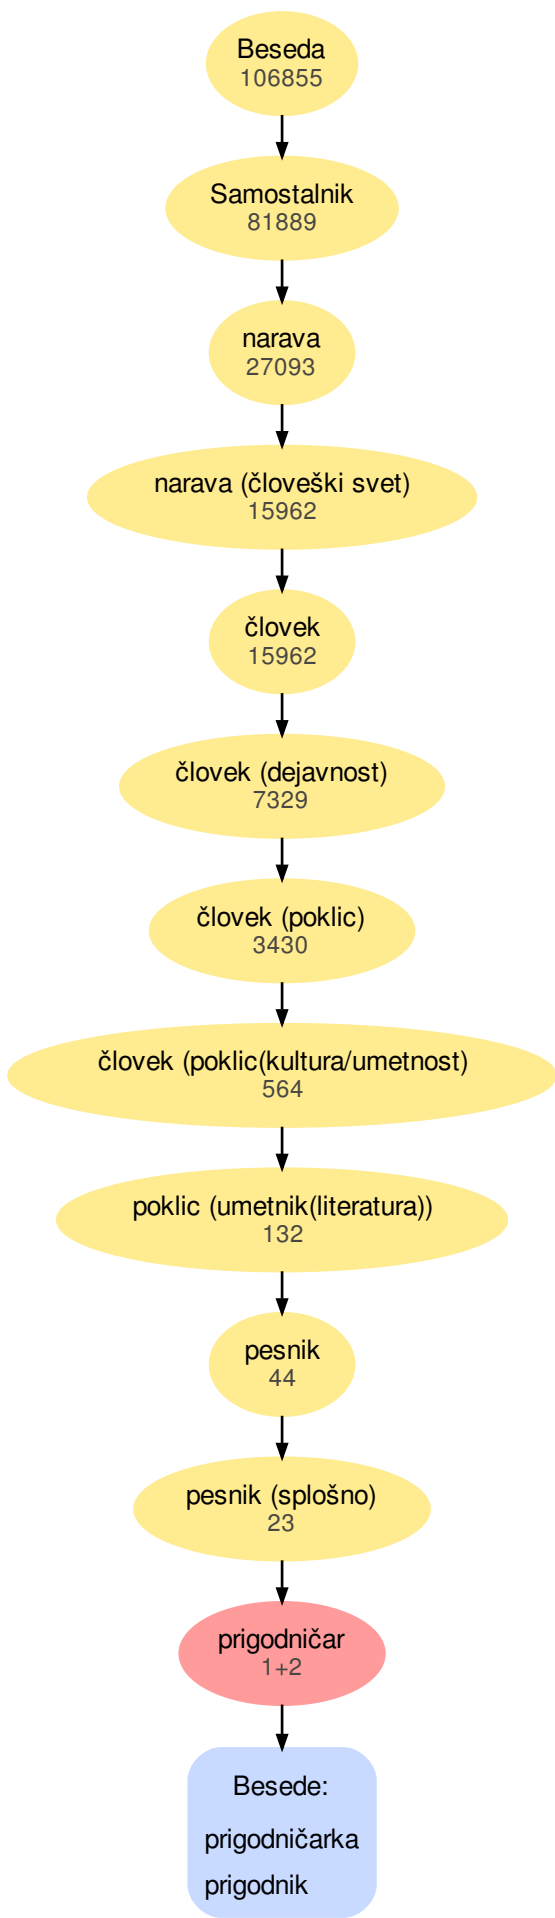 Beseda
106855
Samostalnik
81889
narava
27093
narava (človeški svet)
15962
človek
15962
človek (dejavnost)
7329
človek (poklic)
3430
človek (poklic(kultura/umetnost)
564
poklic (umetnik(literatura))
132
pesnik
44
pesnik (splošno)
23
prigodničar
1+2
Besede:
prigodničarka
prigodnik